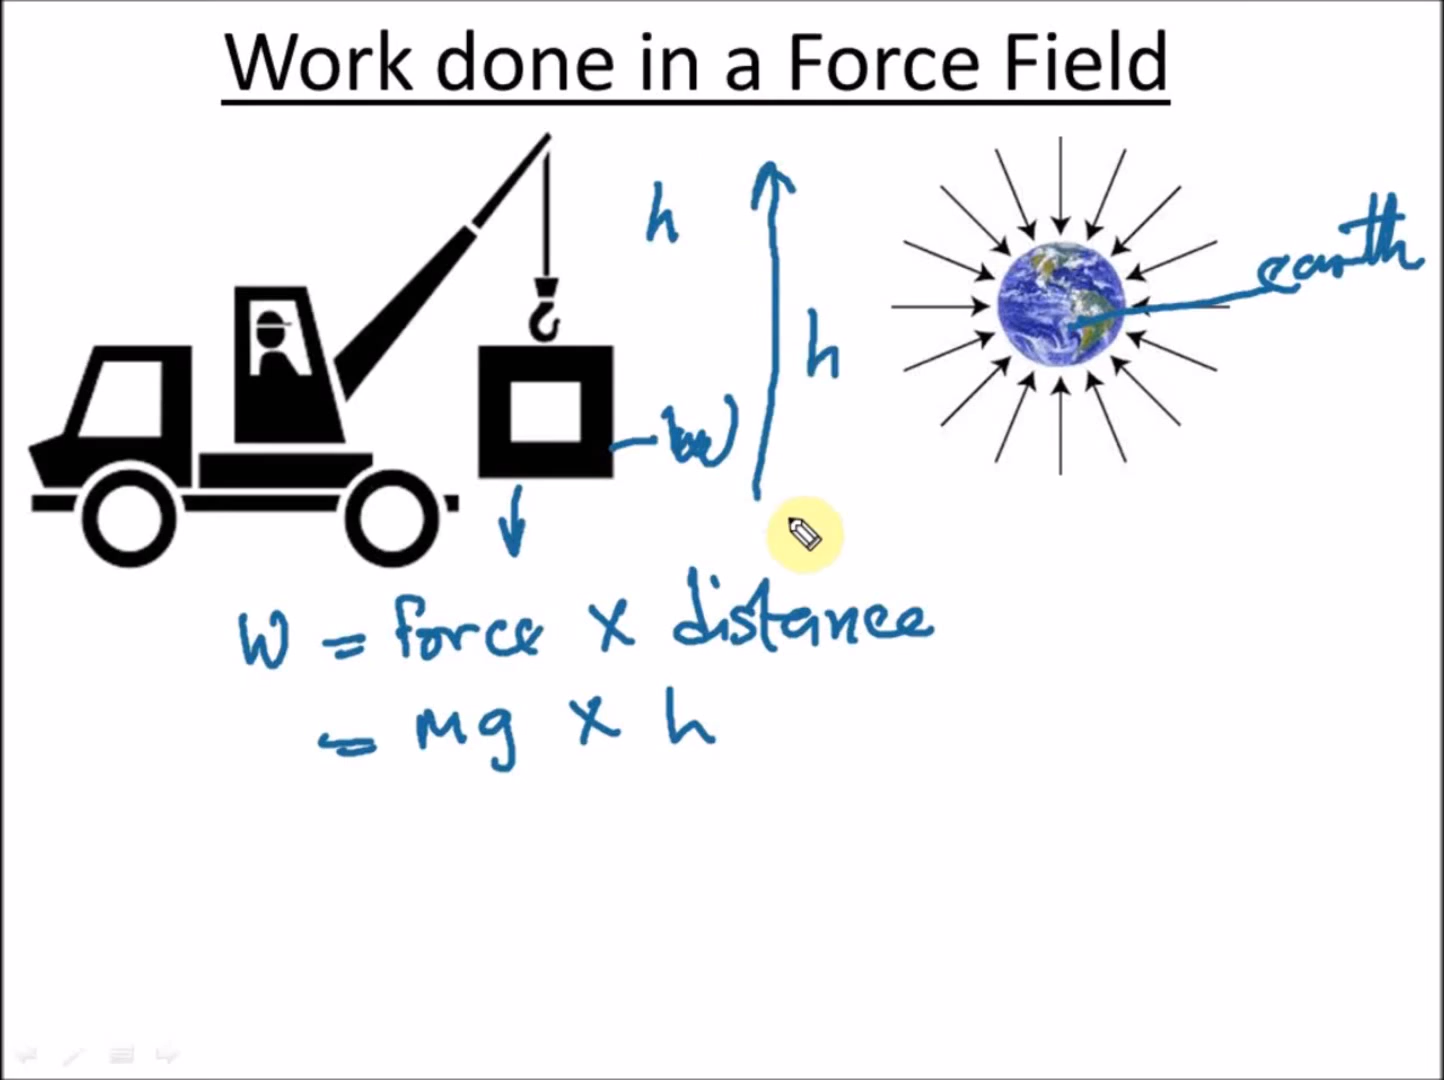 Work done in a Force Field
h
h
earth
W
W = force x distance
= mg x h